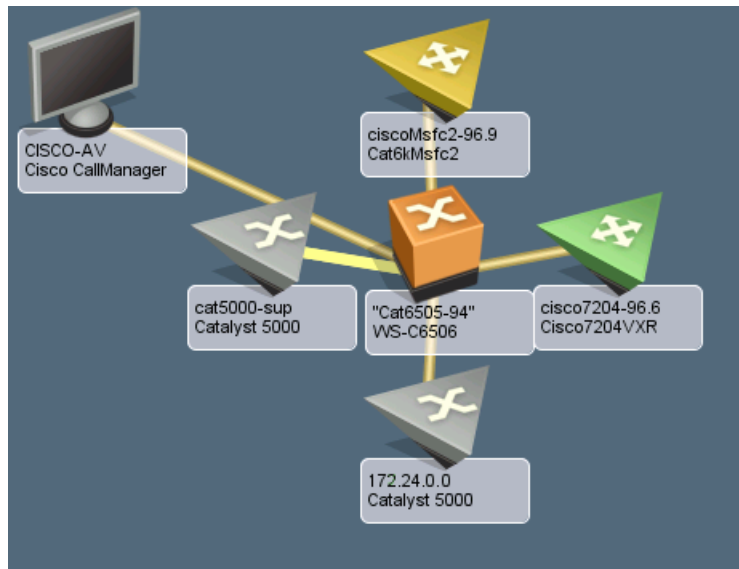 CISCO-AV
Cisco CallManager
ciscoMsfc2-96.9
Cat6kMsfc2
cat5000-sup
Catalyst 5000
"Cat6505-94"
WS-C6506
cisco7204-96.6
Cisco7204VXR
172.24.0.0
Catalyst 5000